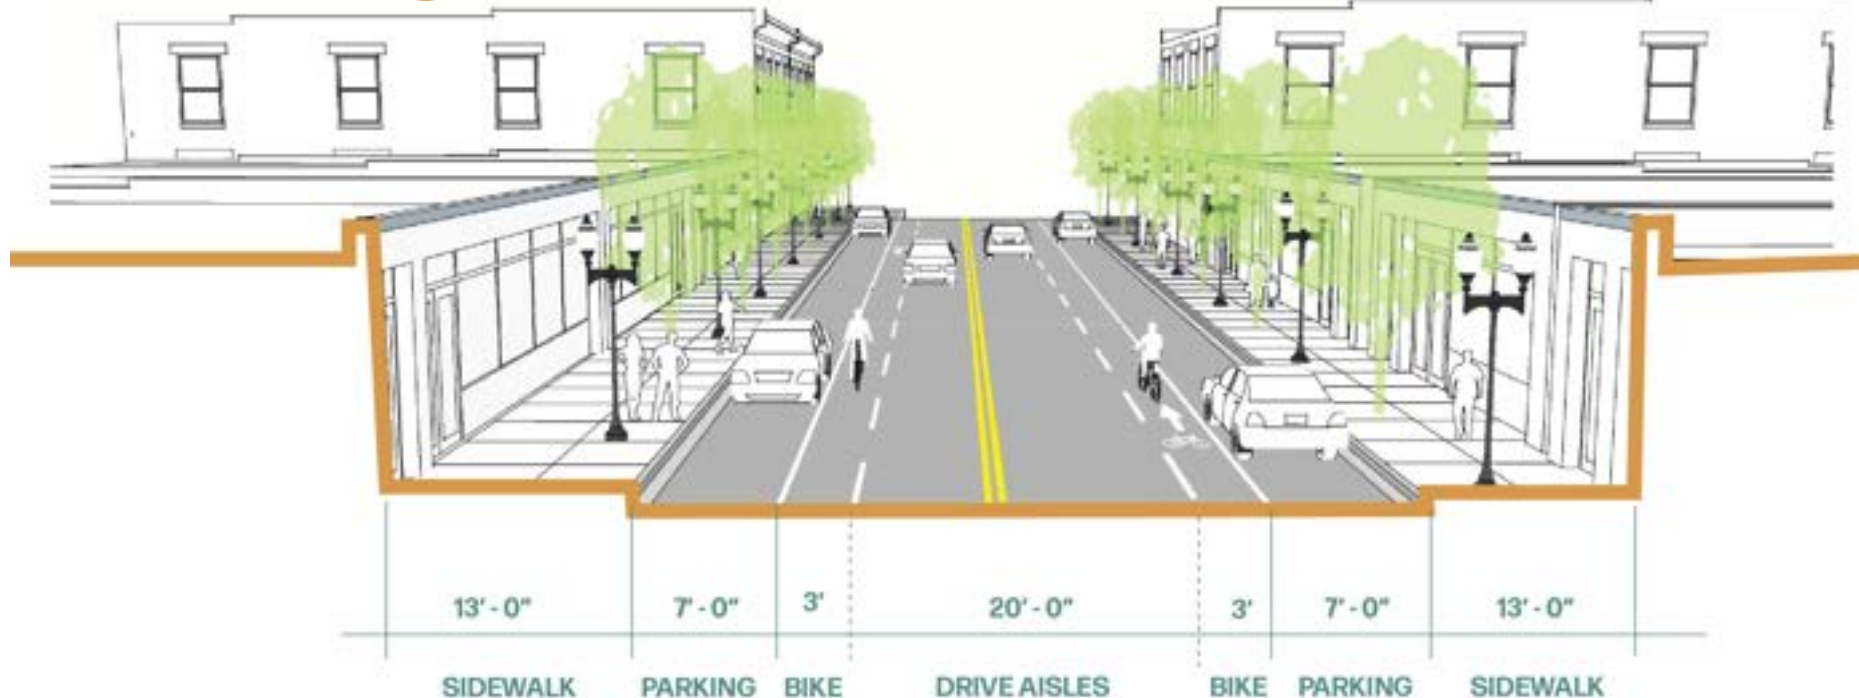 13' - 0" 7' - 0" 3' 20' - 0" 3' 7' - 0" 13' - 0"
SIDEWALK PARKING BIKE DRIVE AISLES BIKE PARKING SIDEWALK